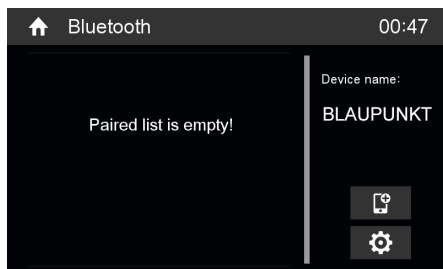 Bluetooth
00:47
Device name:
BLAUPUNKT
Paired list is empty!